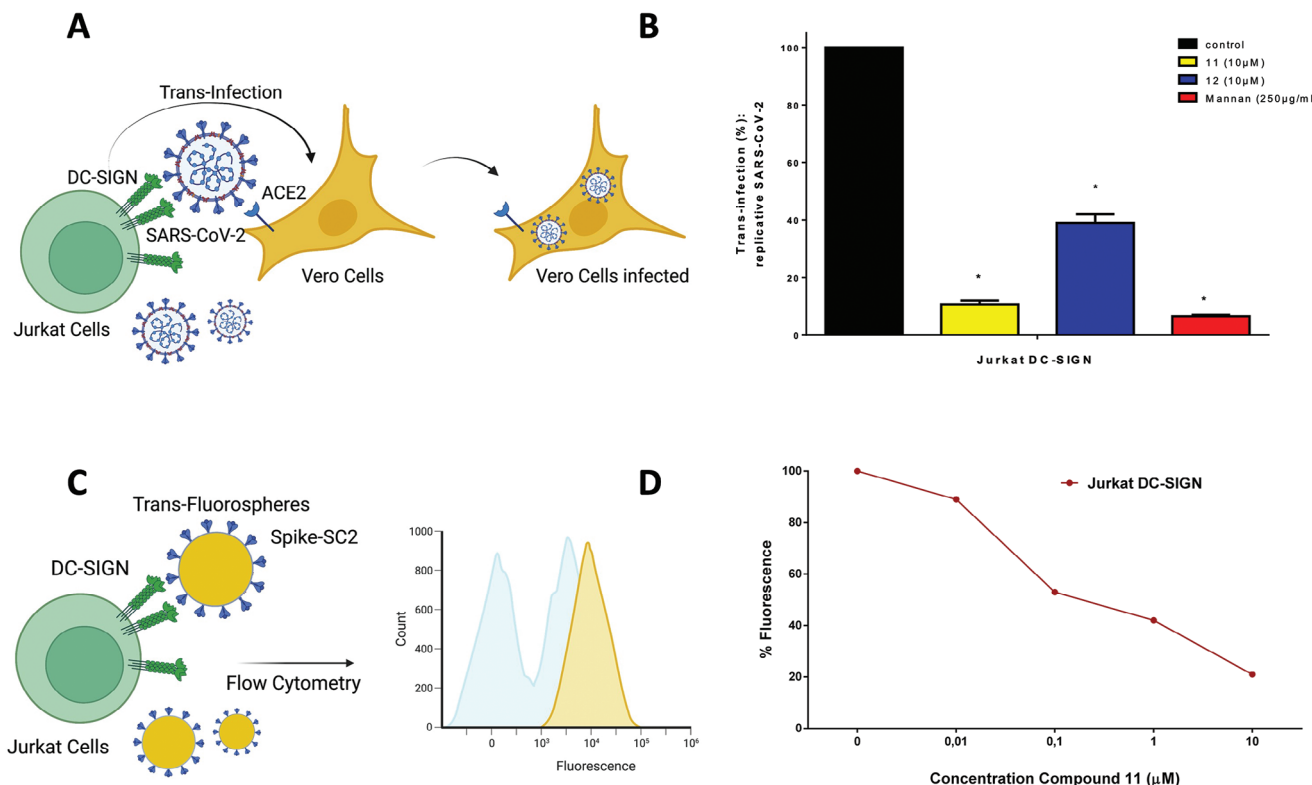 A
Trans-Infection
DC-SIGN
ACE2
SARS-CoV-2
Vero Cells
Vero Cells infected
Jurkat Cells
B
Trans-infection (%):
replicative SARS-CoV-2
100
80
60
40
20
0
*
*
*
control
11 (10µM)
12 (10µM)
Mannan (250µg/ml
Jurkat DC-SIGN
C
Trans-Fluorospheres
Spike-SC2
DC-SIGN
Flow Cytometry
Jurkat Cells
Count
1000
800
600
400
200
0
0
10³
10⁴
10⁵
10⁶
Fluorescence
D
% Fluorescence
100
80
60
40
20
0
Jurkat DC-SIGN
0
0,01
0,1
1
10
Concentration Compound 11 (µM)